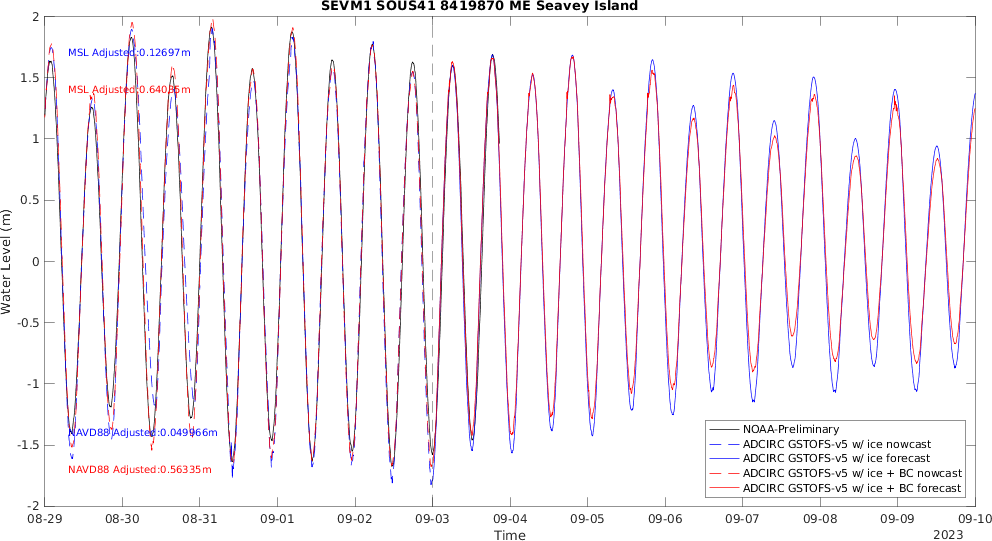 SEVM1 SOUS41 8419870 ME Seavey Island
2
1.5
1
0.5
0
-0.5
-1
-1.5
-2
Water Level (m)
MSL Adjusted:0.12697m
MSL Adjusted:0.64035m
NAVD88 Adjusted:0.049966m
NAVD88 Adjusted:0.56335m
NOAA-Preliminary
ADCIRC GSTOFS-v5 w/ ice nowcast
ADCIRC GSTOFS-v5 w/ ice forecast
ADCIRC GSTOFS-v5 w/ ice + BC nowcast
ADCIRC GSTOFS-v5 w/ ice + BC forecast
08-29 08-30 08-31 09-01 09-02 09-03 09-04 09-05 09-06 09-07 09-08 09-09 09-10
Time
2023